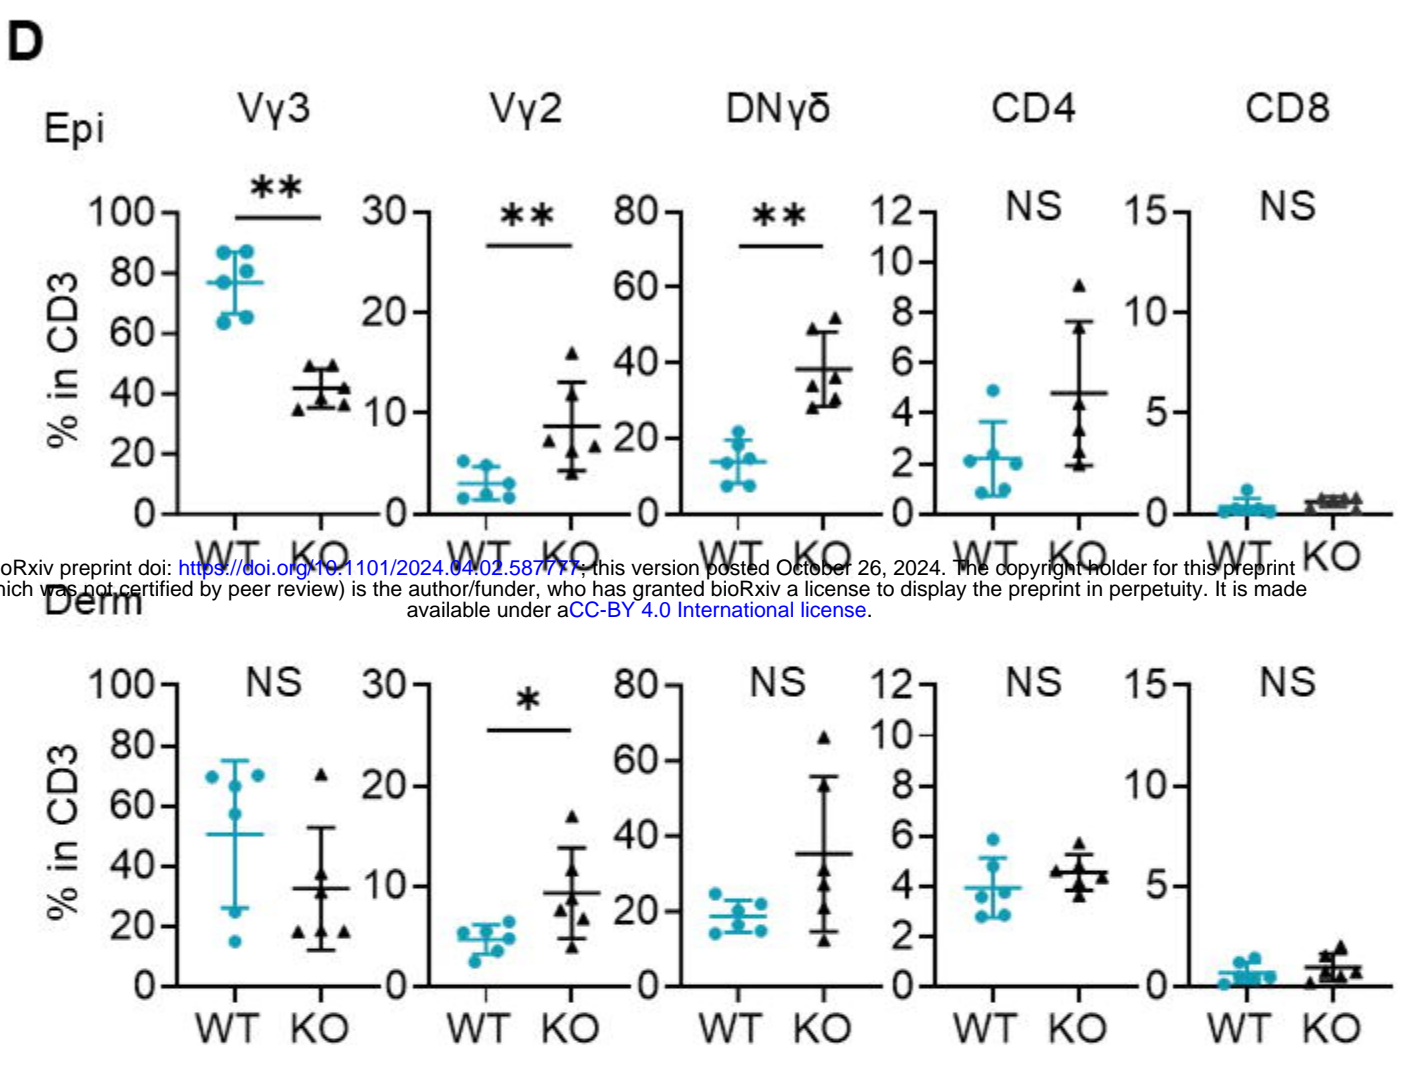 D
Vγ3 Vγ2 DNγδ CD4 CD8
Epi
** ** ** NS NS
% in CD3
100 80 60 40 20 0
30 20 10 0
80 60 40 20 0
12 10 8 6 4 2 0
15 10 5 0
WT KO WT KO WT KO WT KO WT KO
oRxiv preprint doi: https://doi.org/10.1101/2024.04.02.587777; this version posted October 26, 2024. The copyright holder for this preprint
hich was not certified by peer review) is the author/funder, who has granted bioRxiv a license to display the preprint in perpetuity. It is made
available under aCC-BY 4.0 International license.
Derm
NS * NS NS NS
% in CD3
100 80 60 40 20 0
30 20 10 0
80 60 40 20 0
12 10 8 6 4 2 0
15 10 5 0
WT KO WT KO WT KO WT KO WT KO